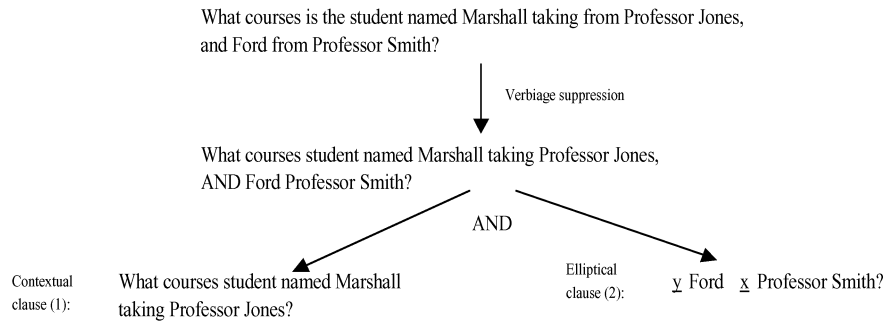 What courses is the student named Marshall taking from Professor Jones,
and Ford from Professor Smith?
Verbiage suppression
What courses student named Marshall taking Professor Jones,
AND Ford Professor Smith?
AND
Contextual
clause (1):
What courses student named Marshall
taking Professor Jones?
Elliptical
clause (2):
y Ford x Professor Smith?